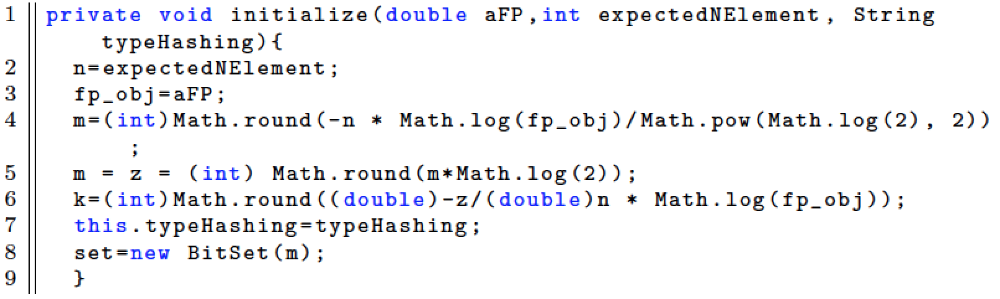 1 private void initialize(double aFP,int expectedNElement, String
typeHashing){
2 n=expectedNElement;
3 fp_obj=aFP;
4 m=(int)Math.round(-n * Math.log(fp_obj)/Math.pow(Math.log(2), 2))
;
5 m = z = (int) Math.round(m*Math.log(2));
6 k=(int)Math.round((double)-z/(double)n * Math.log(fp_obj));
7 this.typeHashing=typeHashing;
8 set=new BitSet(m);
9 }